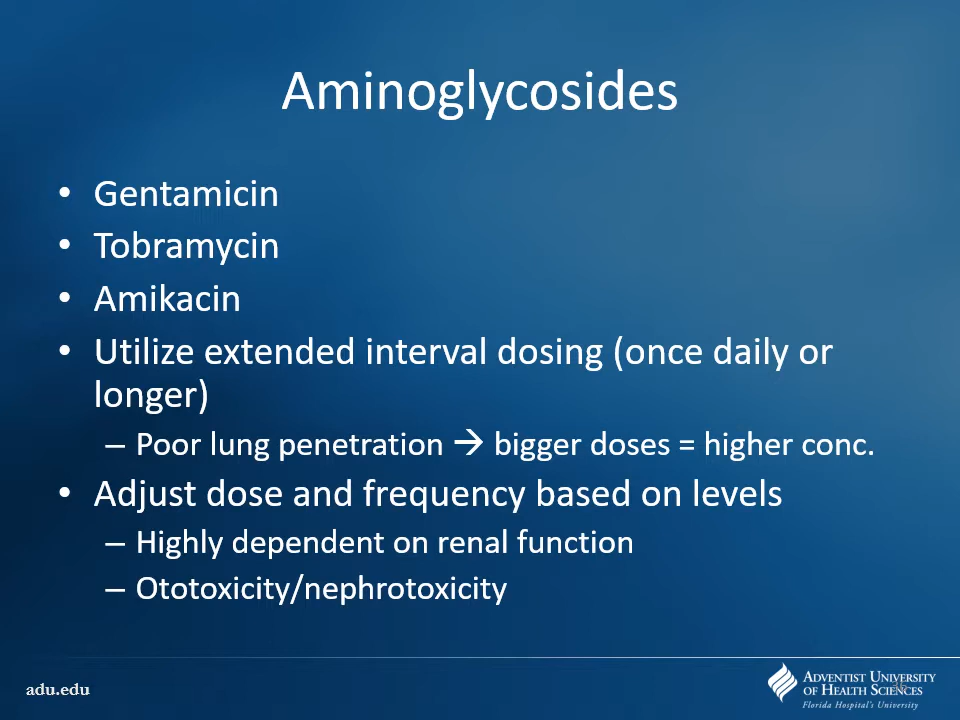 Aminoglycosides
• Gentamicin
• Tobramycin
• Amikacin
• Utilize extended interval dosing (once daily or
longer)
– Poor lung penetration → bigger doses = higher conc.
• Adjust dose and frequency based on levels
– Highly dependent on renal function
– Ototoxicity/nephrotoxicity
adu.edu
ADVENTIST UNIVERSITY
OF HEALTH SCIENCES
Florida Hospital's University